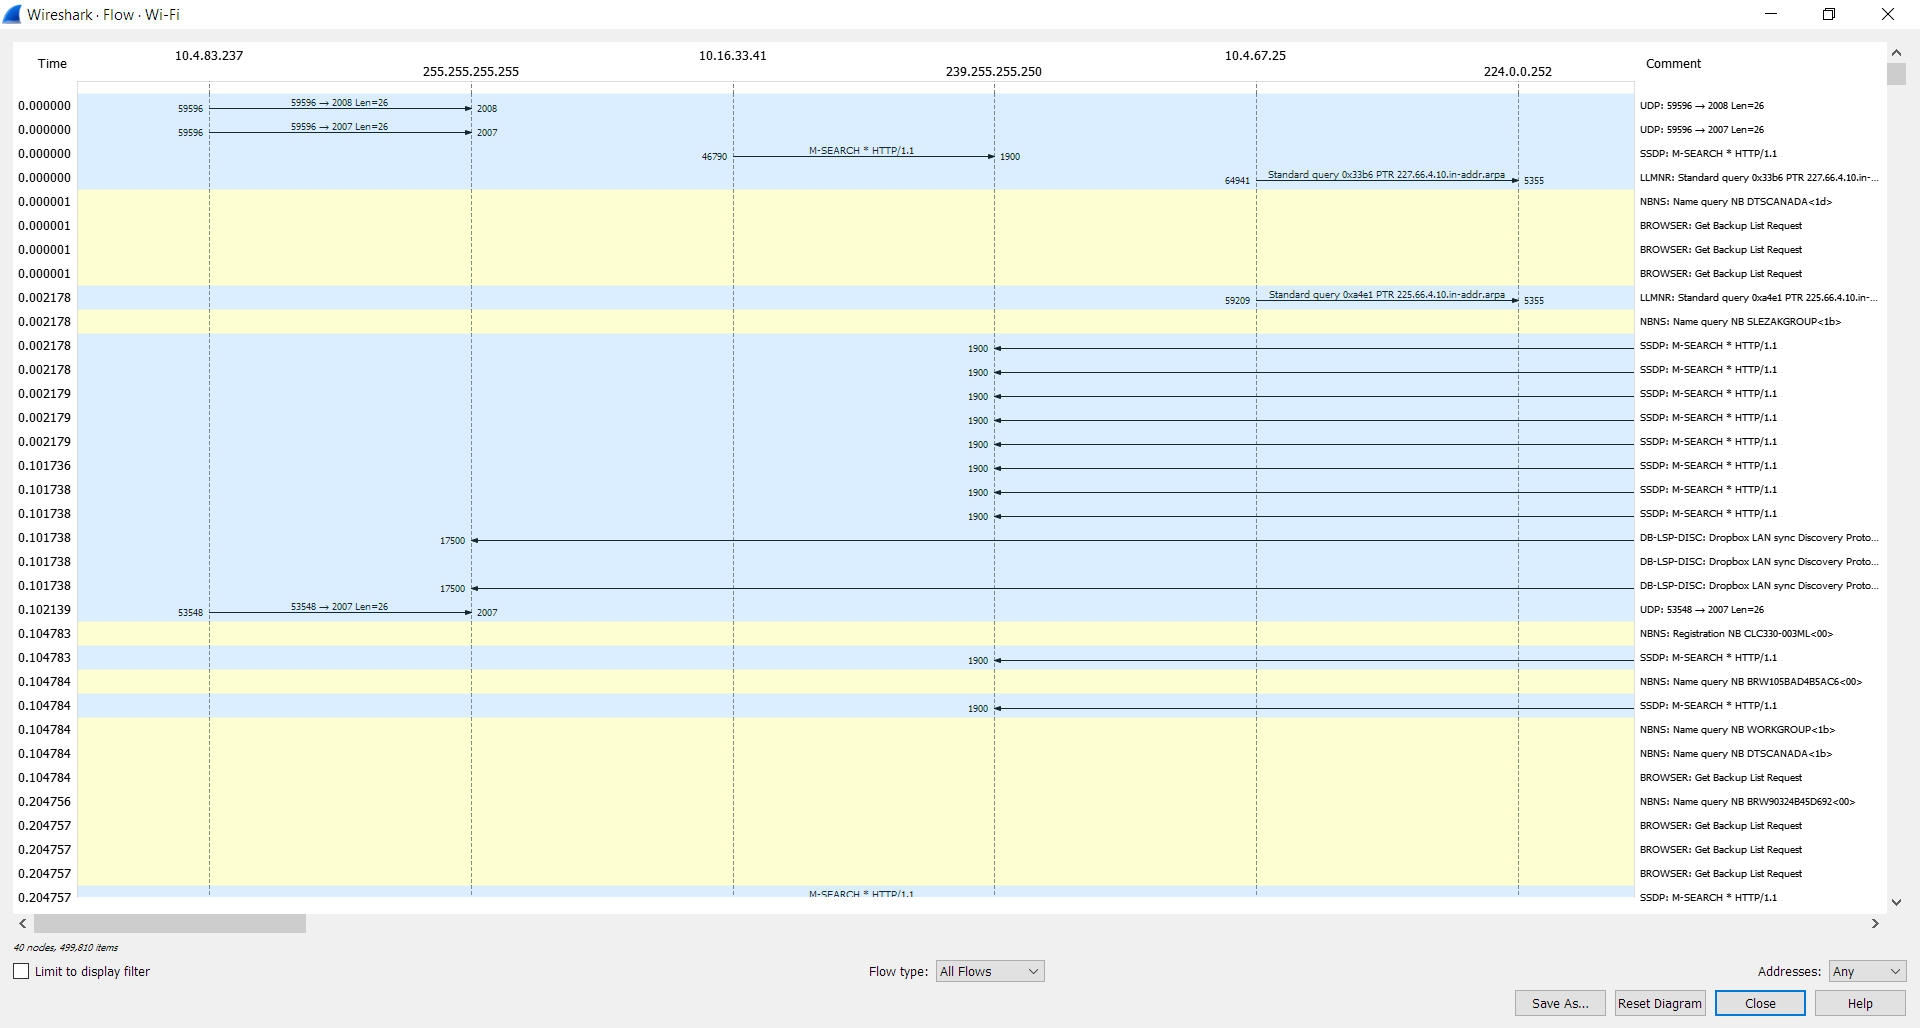 Wireshark · Flow · Wi-Fi
Time
10.4.83.237
10.16.33.41
10.4.67.25
Comment
255.255.255.255
239.255.255.250
224.0.0.252
0.000000 59596 59596 → 2008 Len=26 2008 UDP: 59596 → 2008 Len=26
0.000000 59596 59596 → 2007 Len=26 2007 UDP: 59596 → 2007 Len=26
0.000000 46790 M-SEARCH * HTTP/1.1 1900 SSDP: M-SEARCH * HTTP/1.1
0.000000 64941 Standard query 0x33b6 PTR 227.66.4.10.in-addr.arpa 5355 LLMNR: Standard query 0x33b6 PTR 227.66.4.10.in-...
0.000001 NBNS: Name query NB DTSCANADA<1d>
0.000001 BROWSER: Get Backup List Request
0.000001 BROWSER: Get Backup List Request
0.000001 BROWSER: Get Backup List Request
0.002178 59209 Standard query 0xa4e1 PTR 225.66.4.10.in-addr.arpa 5355 LLMNR: Standard query 0xa4e1 PTR 225.66.4.10.in-...
0.002178 NBNS: Name query NB SLEZAKGROUP<1b>
0.002178 1900 SSDP: M-SEARCH * HTTP/1.1
0.002178 1900 SSDP: M-SEARCH * HTTP/1.1
0.002179 1900 SSDP: M-SEARCH * HTTP/1.1
0.002179 1900 SSDP: M-SEARCH * HTTP/1.1
0.002179 1900 SSDP: M-SEARCH * HTTP/1.1
0.101736 1900 SSDP: M-SEARCH * HTTP/1.1
0.101738 1900 SSDP: M-SEARCH * HTTP/1.1
0.101738 1900 SSDP: M-SEARCH * HTTP/1.1
0.101738 17500 DB-LSP-DISC: Dropbox LAN sync Discovery Proto...
0.101738 DB-LSP-DISC: Dropbox LAN sync Discovery Proto...
0.101738 17500 DB-LSP-DISC: Dropbox LAN sync Discovery Proto...
0.102139 53548 53548 → 2007 Len=26 2007 UDP: 53548 → 2007 Len=26
0.104783 NBNS: Registration NB CLC330-003ML<00>
0.104783 1900 SSDP: M-SEARCH * HTTP/1.1
0.104784 NBNS: Name query NB BRW105BAD4B5AC6<00>
0.104784 1900 SSDP: M-SEARCH * HTTP/1.1
0.104784 NBNS: Name query NB WORKGROUP<1b>
0.104784 NBNS: Name query NB DTSCANADA<1b>
0.104784 BROWSER: Get Backup List Request
0.204756 NBNS: Name query NB BRW90324B45D692<00>
0.204757 BROWSER: Get Backup List Request
0.204757 BROWSER: Get Backup List Request
0.204757 BROWSER: Get Backup List Request
0.204757 M-SEARCH * HTTP/1.1 SSDP: M-SEARCH * HTTP/1.1
40 nodes, 499,810 items
Limit to display filter
Flow type: All Flows
Addresses: Any
Save As...
Reset Diagram
Close
Help